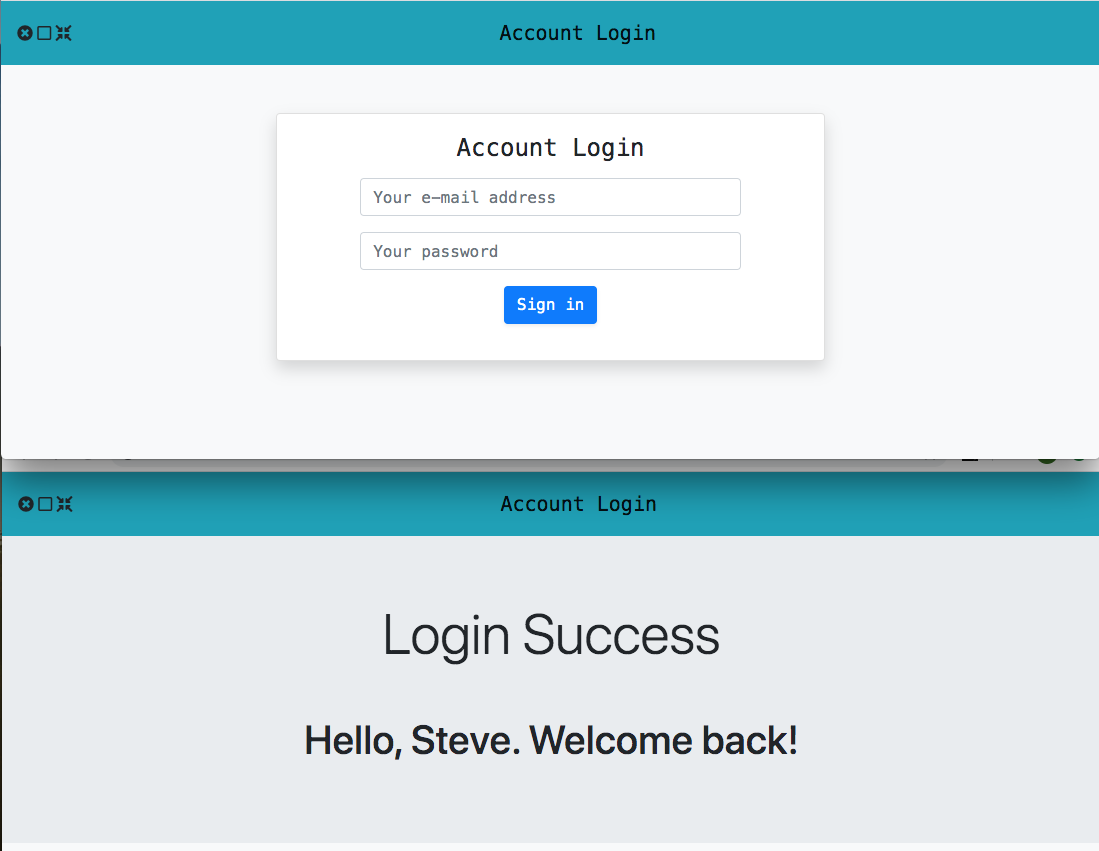 Account Login
Account Login
Your e-mail address
Your password
Sign in
Account Login
Login Success
Hello, Steve. Welcome back!